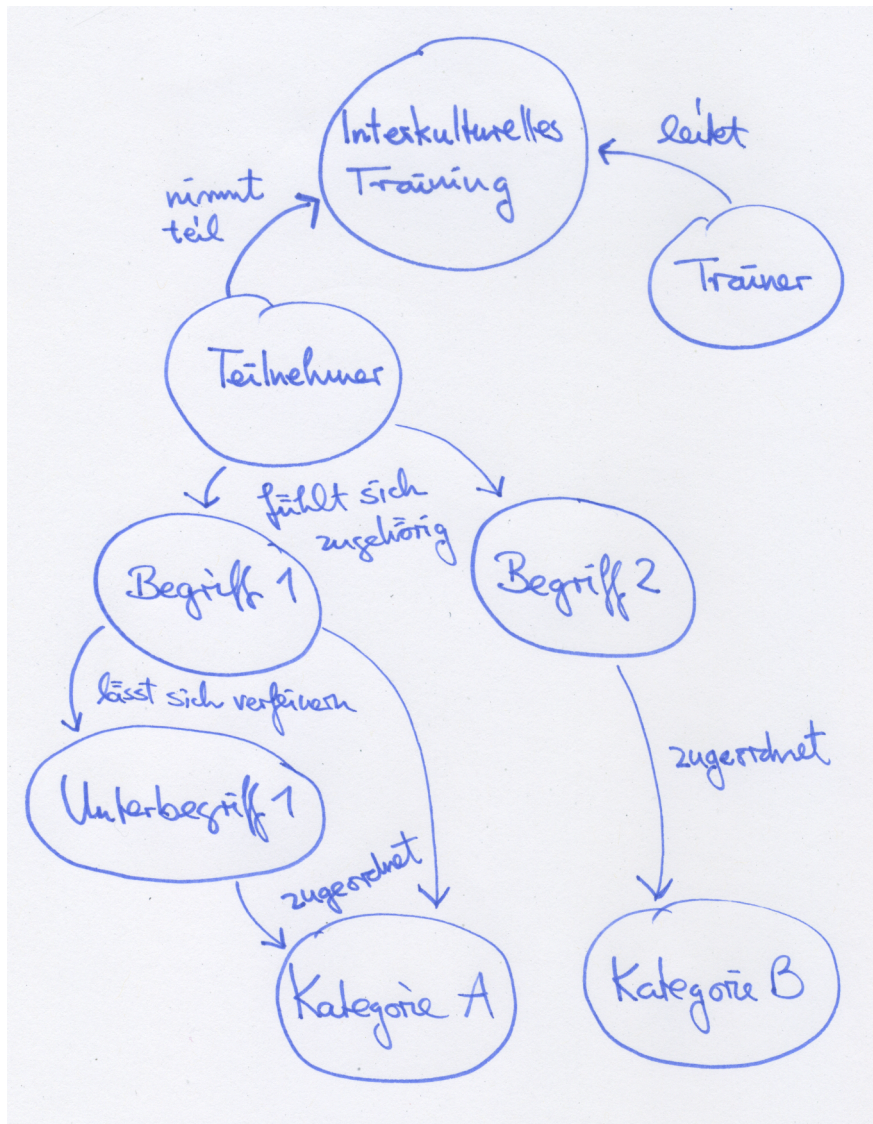 Interkulturelles
Training
leitet
nimmt
teil
Trainer
Teilnehmer
fühlt sich
zugehörig
Begriff 1
Begriff 2
lässt sich verfeinern
zugeordnet
Unterbegriff 1
zugeordnet
Kategorie A
Kategorie B